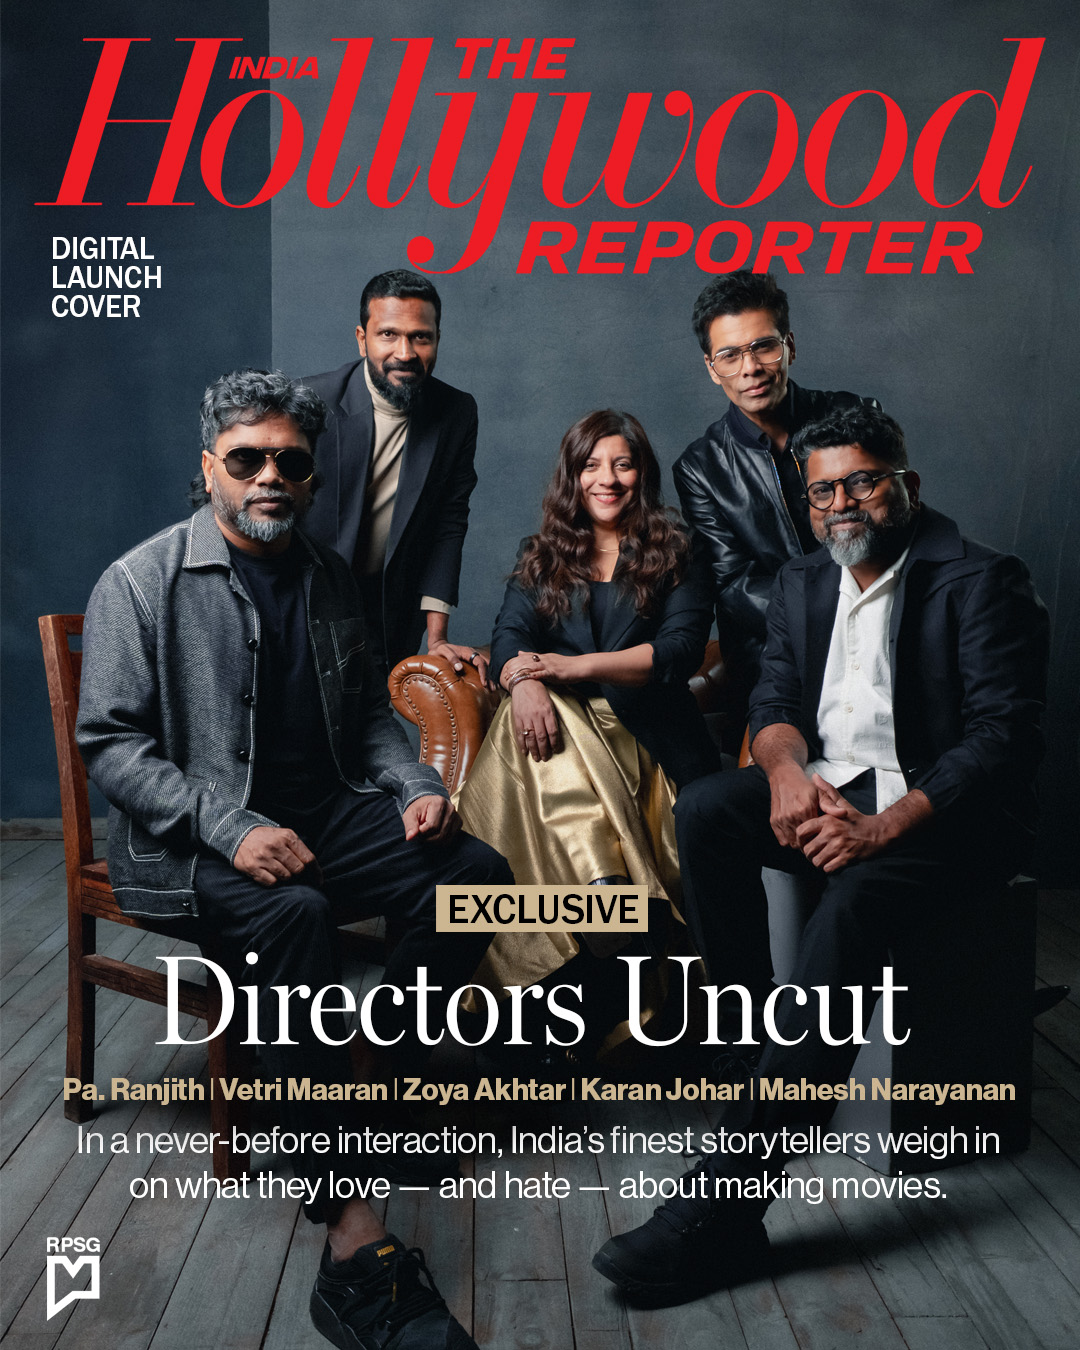 THE
INDIA
Hollywood
REPORTER
DIGITAL
LAUNCH
COVER
EXCLUSIVE
Directors Uncut
Pa. Ranjith | Vetri Maaran | Zoya Akhtar | Karan Johar | Mahesh Narayanan
In a never-before interaction, India's finest storytellers weigh in
on what they love — and hate — about making movies.
RPSG
PUMA